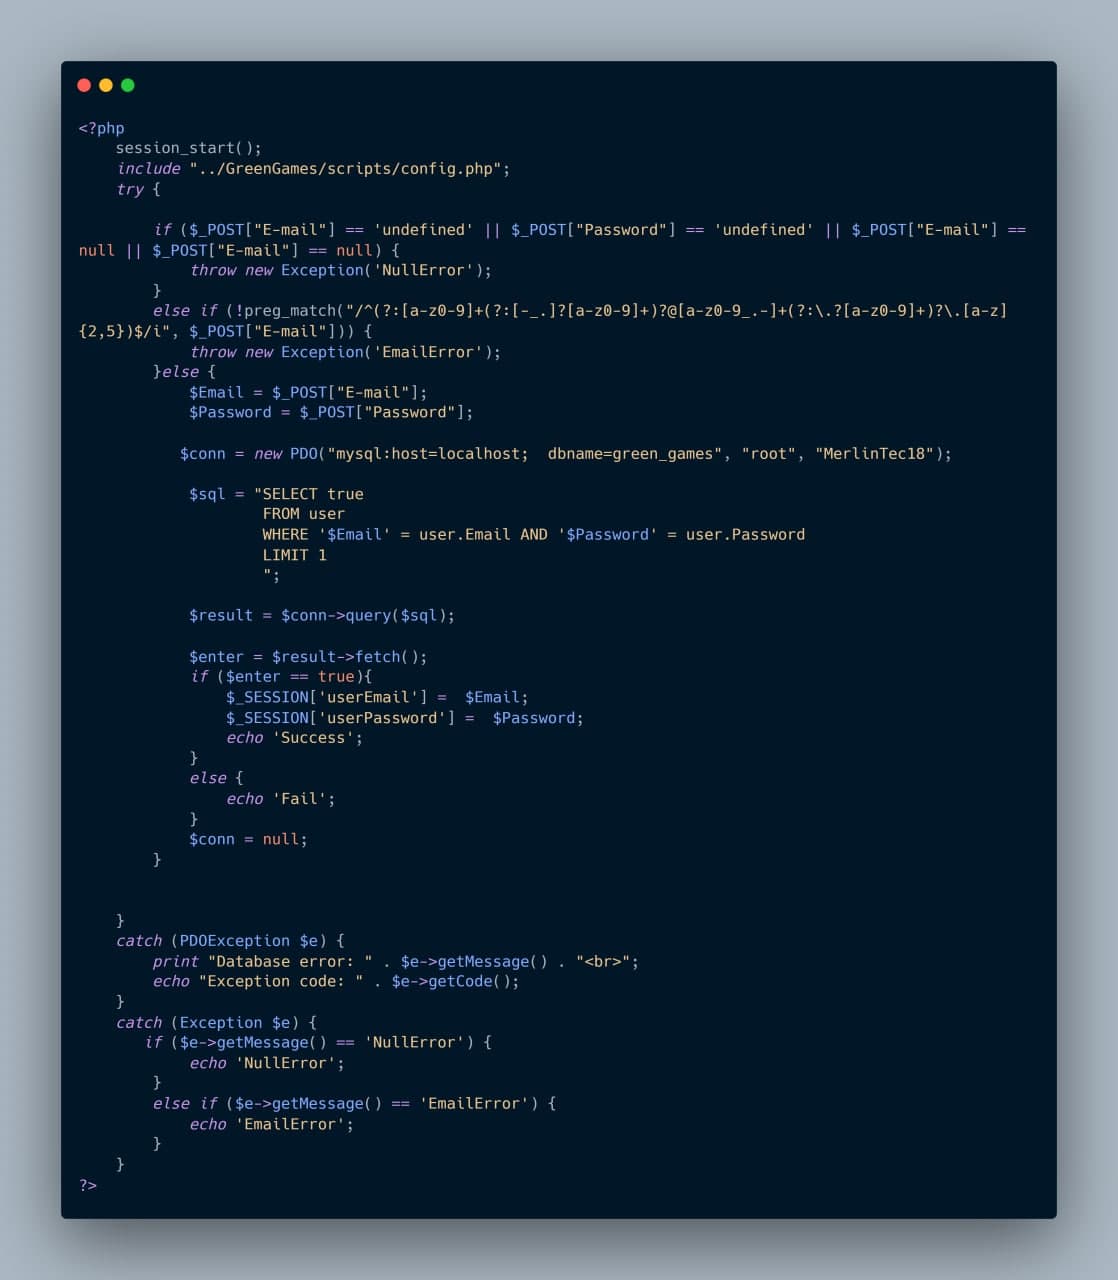 <?php
    session_start();
    include "../GreenGames/scripts/config.php";
    try {

        if ($_POST["E-mail"] == 'undefined' || $_POST["Password"] == 'undefined' || $_POST["E-mail"] ==
null || $_POST["E-mail"] == null) {
            throw new Exception('NullError');
        }
        else if (!preg_match("/^(?:[a-z0-9]+(?:[-_.]?[a-z0-9]+)?@[a-z0-9_.-]+(?:\.?[a-z0-9]+)?\.[a-z]
{2,5})$/i", $_POST["E-mail"])) {
            throw new Exception('EmailError');
        }else {
            $Email = $_POST["E-mail"];
            $Password = $_POST["Password"];

           $conn = new PDO("mysql:host=localhost;  dbname=green_games", "root", "MerlinTec18");

            $sql = "SELECT true
                    FROM user
                    WHERE '$Email' = user.Email AND '$Password' = user.Password
                    LIMIT 1
                    ";

            $result = $conn->query($sql);

            $enter = $result->fetch();
            if ($enter == true){
                $_SESSION['userEmail'] =  $Email;
                $_SESSION['userPassword'] =  $Password;
                echo 'Success';
            }
            else {
                echo 'Fail';
            }
            $conn = null;
        }


    }
    catch (PDOException $e) {
        print "Database error: " . $e->getMessage() . "<br>";
        echo "Exception code: " . $e->getCode();
    }
    catch (Exception $e) {
       if ($e->getMessage() == 'NullError') {
            echo 'NullError';
        }
        else if ($e->getMessage() == 'EmailError') {
            echo 'EmailError';
        }
    }
?>